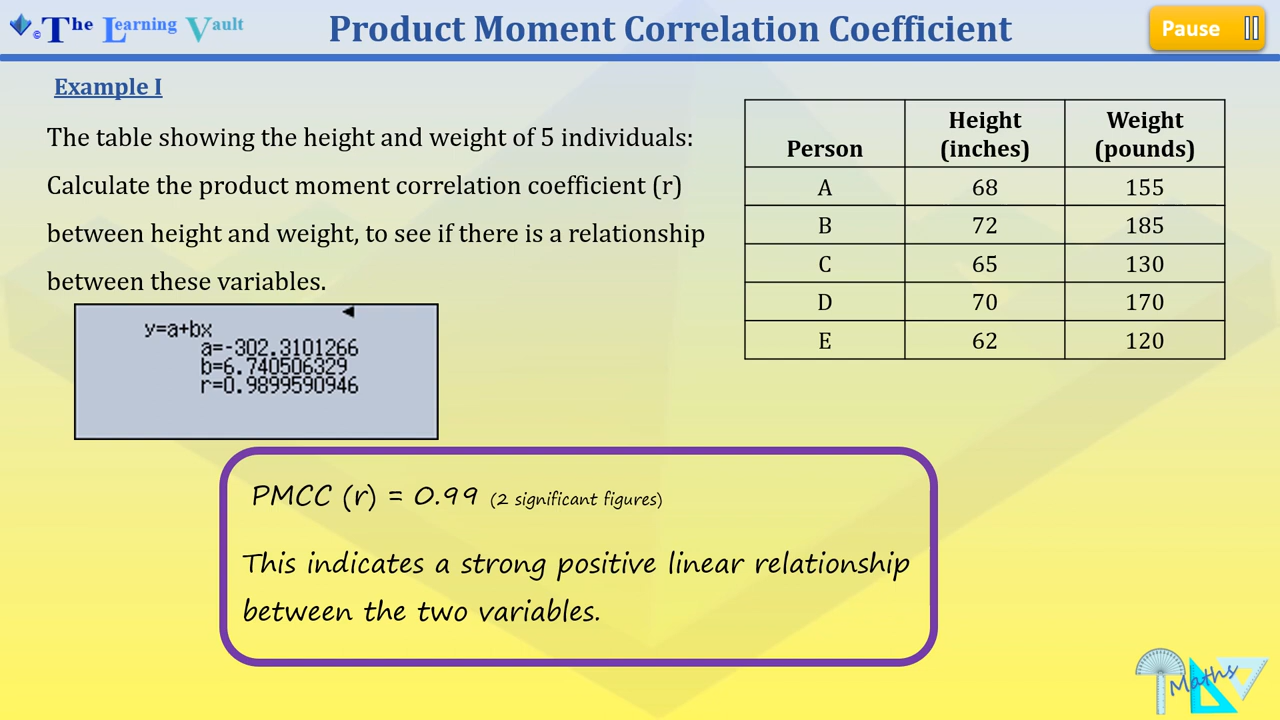 © The Learning Vault
Product Moment Correlation Coefficient
Pause
Example I
The table showing the height and weight of 5 individuals:
Calculate the product moment correlation coefficient (r)
between height and weight, to see if there is a relationship
between these variables.
Person Height (inches) Weight (pounds)
A 68 155
B 72 185
C 65 130
D 70 170
E 62 120
y=a+bx
a=-302.3101266
b=6.740506329
r=0.9899590946
PMCC (r) = 0.99 (2 significant figures)
This indicates a strong positive linear relationship
between the two variables.
Maths